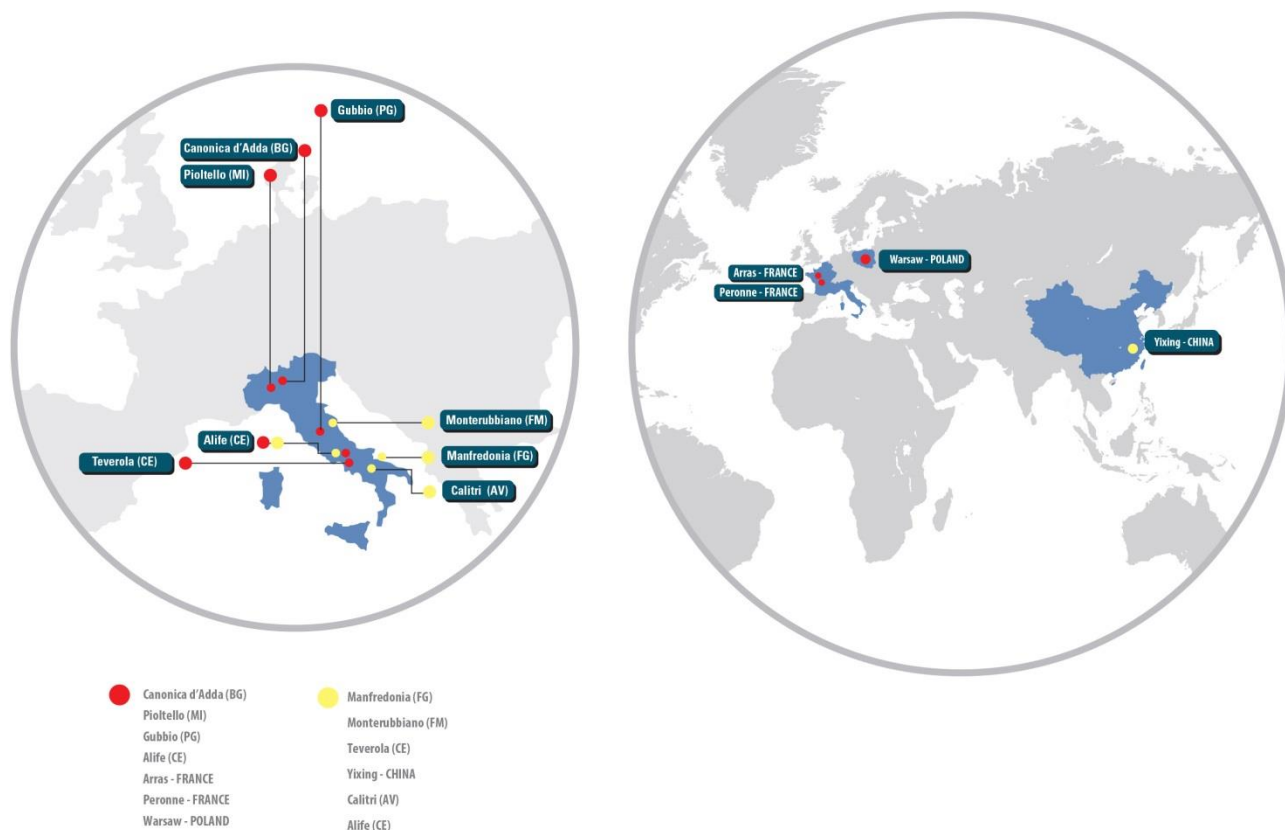 Gubbio (PG)
Canonica d'Adda (BG)
Pioltello (MI)
Alife (CE)
Teverola (CE)
Monterubbiano (FM)
Manfredonia (FG)
Calitri (AV)
Warsaw - POLAND
Arras - FRANCE
Peronne - FRANCE
Yixing - CHINA
Canonica d'Adda (BG)
Pioltello (MI)
Gubbio (PG)
Alife (CE)
Arras - FRANCE
Peronne - FRANCE
Warsaw - POLAND
Manfredonia (FG)
Monterubbiano (FM)
Teverola (CE)
Yixing - CHINA
Calitri (AV)
Alife (CE)